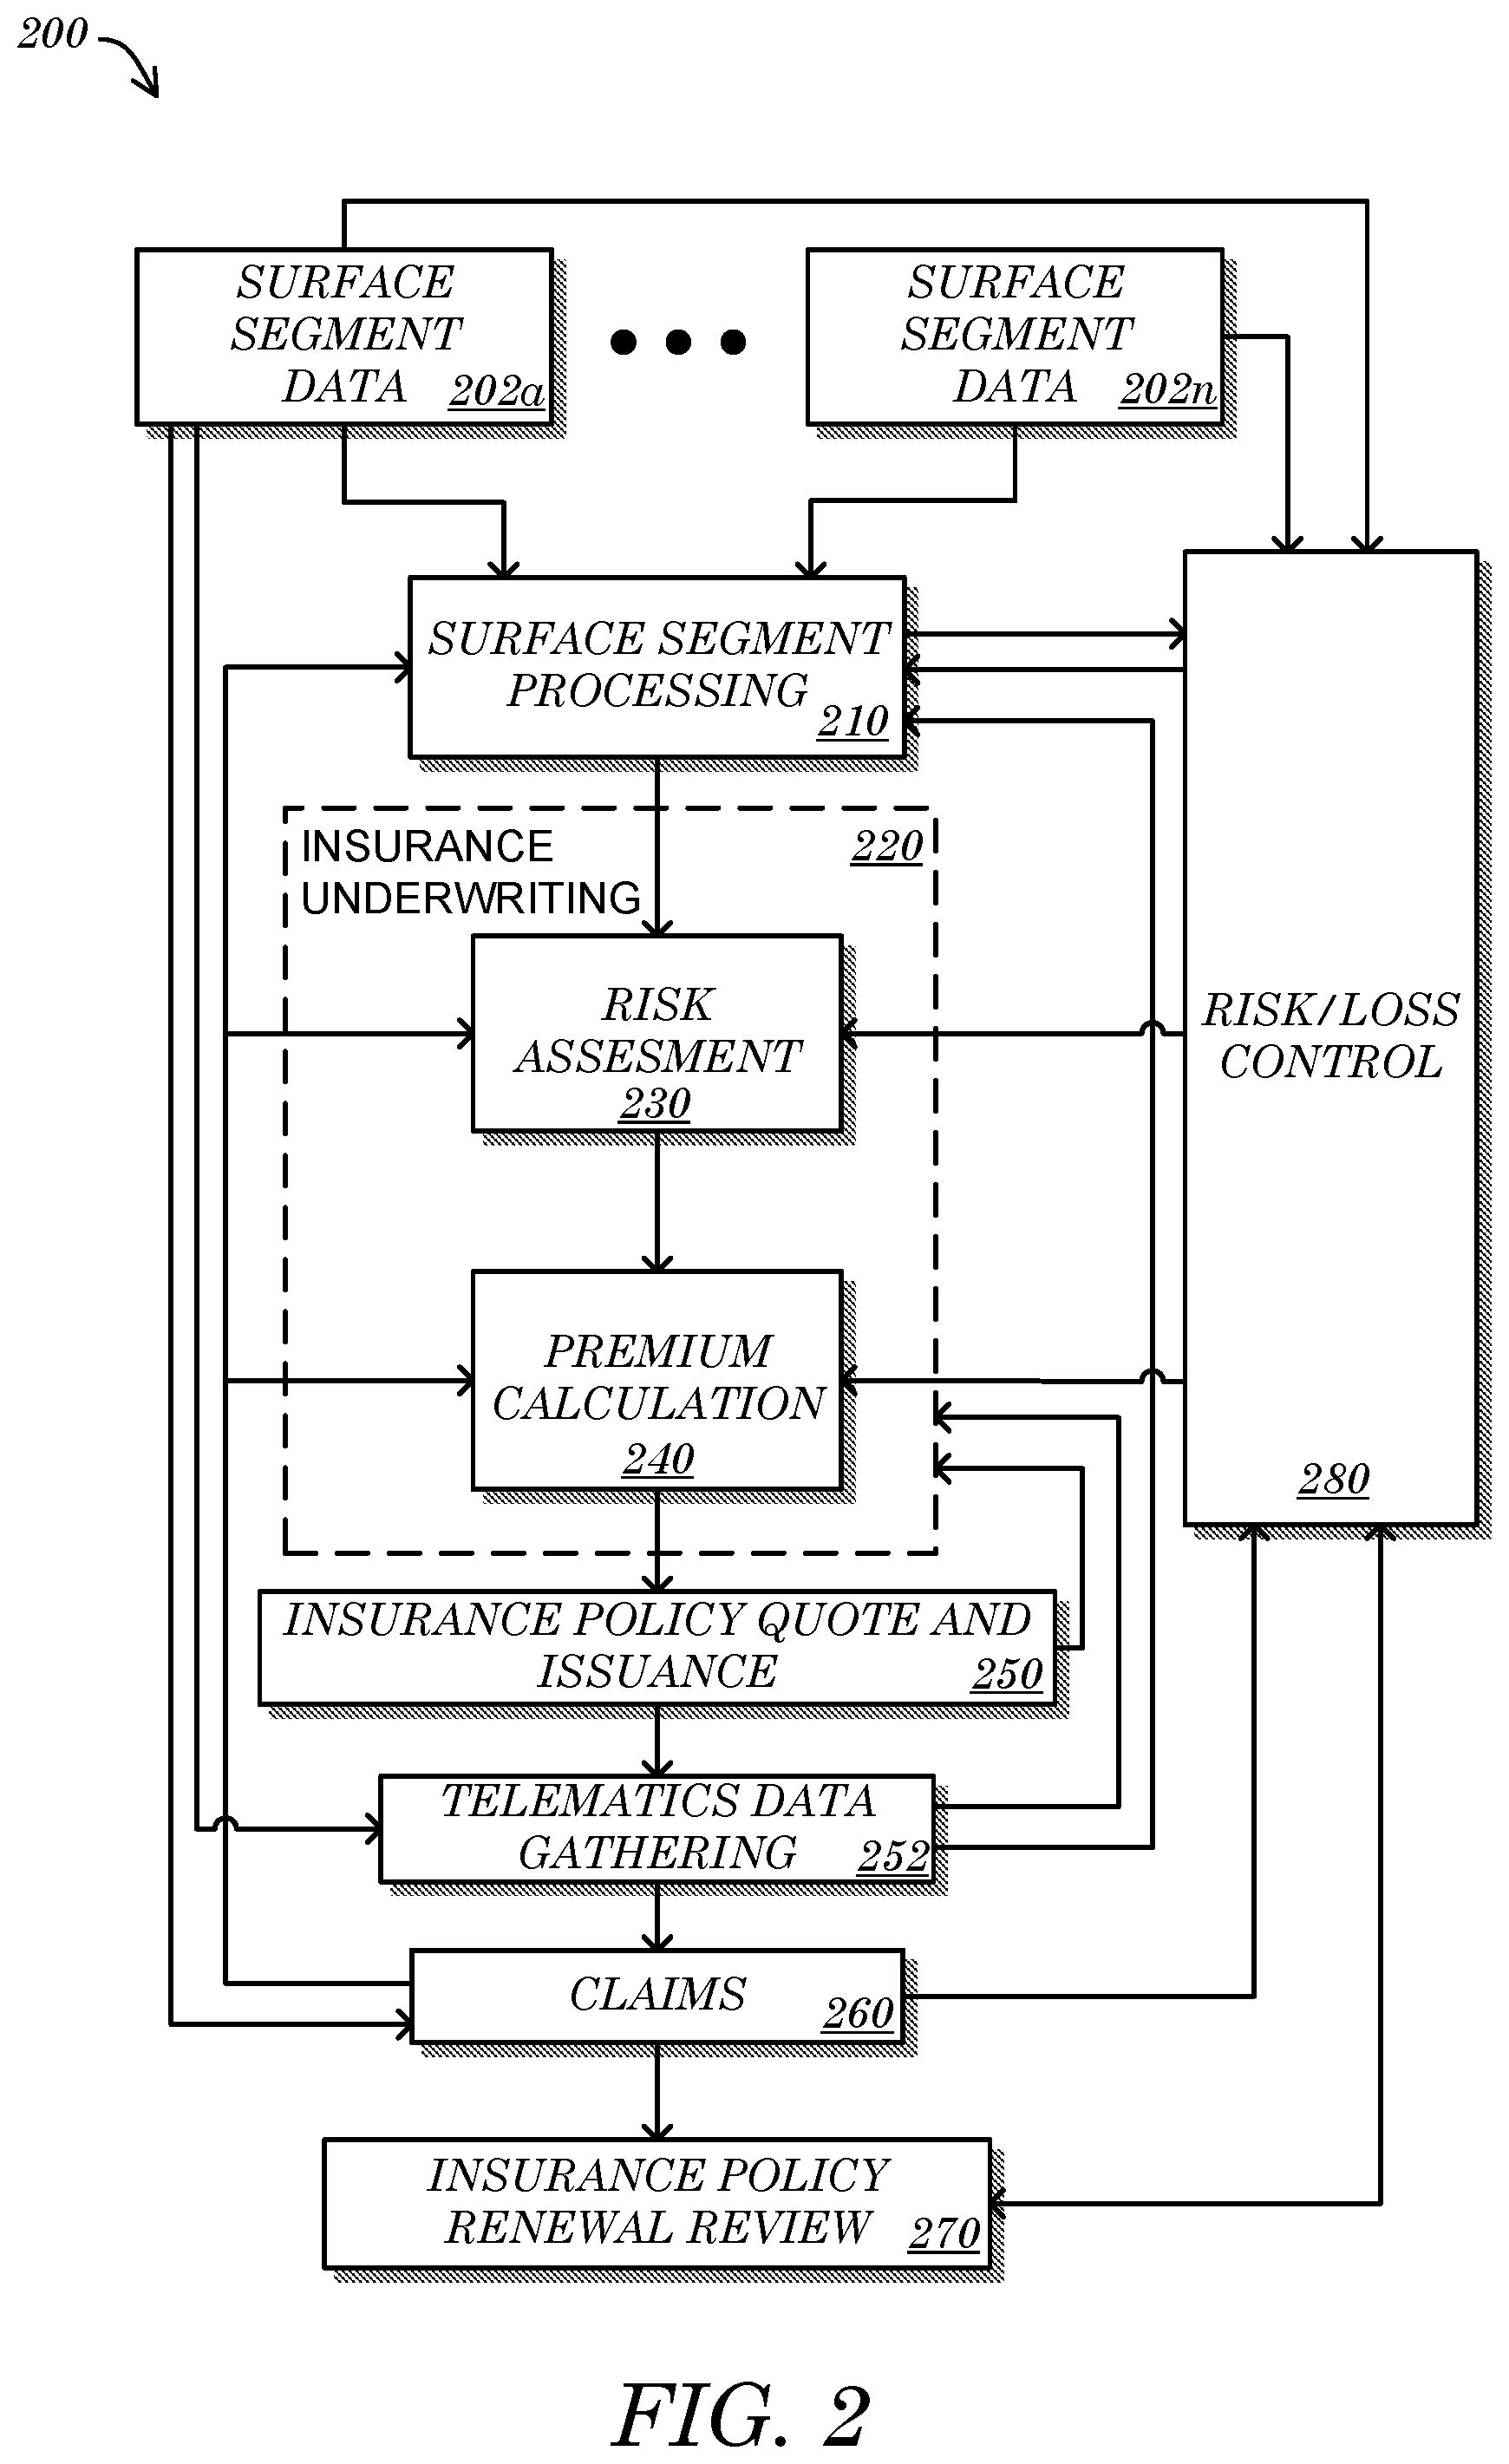 200
SURFACE
SEGMENT
DATA
202a
SURFACE
SEGMENT
DATA
202n
SURFACE SEGMENT
PROCESSING
210
INSURANCE
UNDERWRITING
220
RISK
ASSESMENT
230
RISK/LOSS
CONTROL
280
PREMIUM
CALCULATION
240
INSURANCE POLICY QUOTE AND
ISSUANCE
250
TELEMATICS DATA
GATHERING
252
CLAIMS
260
INSURANCE POLICY
RENEWAL REVIEW
270
FIG. 2